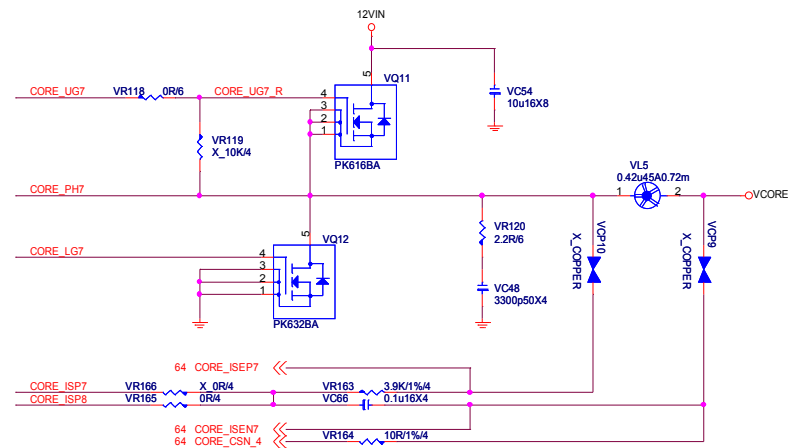 12VIN
5
VQ11
CORE_UG7
VR118
0R/6
CORE_UG7_R
4
3
2
1
VC54
10u16X8
VR119
X_10K/4
PK616BA
VL5
0.42u45A0.72m
CORE_PH7
1
2
VCORE
5
VQ12
VR120
2.2R/6
VCP10
X_COPPER
VCP9
X_COPPER
CORE_LG7
4
3
2
1
VC48
3300p50X4
PK632BA
64 CORE_ISEP7
CORE_ISP7
VR166
X_0R/4
VR163
3.9K/1%/4
CORE_ISP8
VR165
0R/4
VC66
0.1u16X4
64 CORE_ISEN7
64 CORE_CSN_4
VR164
10R/1%/4